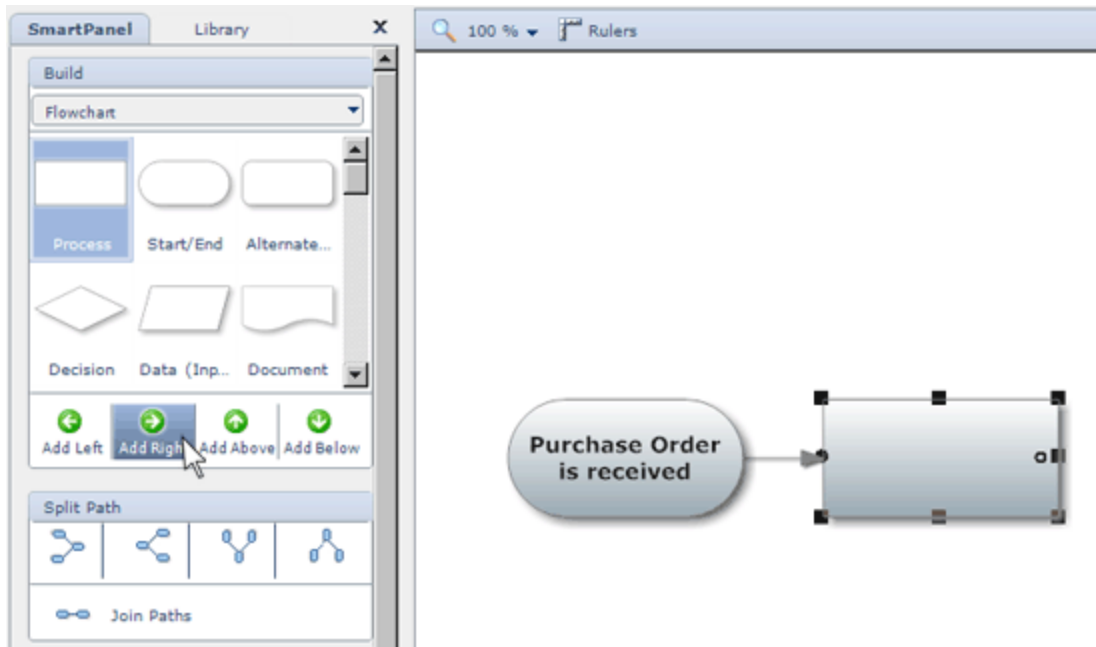 SmartPanel
Library
X
100 %
Rulers
Build
Flowchart
Process
Start/End
Alternate...
Decision
Data (Inp...
Document
Add Left
Add Righ
Add Above
Add Below
Split Path
Join Paths
Purchase Order
is received